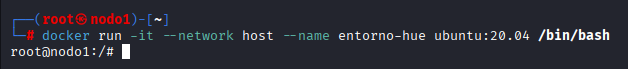 ┌──(root㉿nodo1)-[~]
└─# docker run -it --network host --name entorno-hue ubuntu:20.04 /bin/bash
root@nodo1:/#